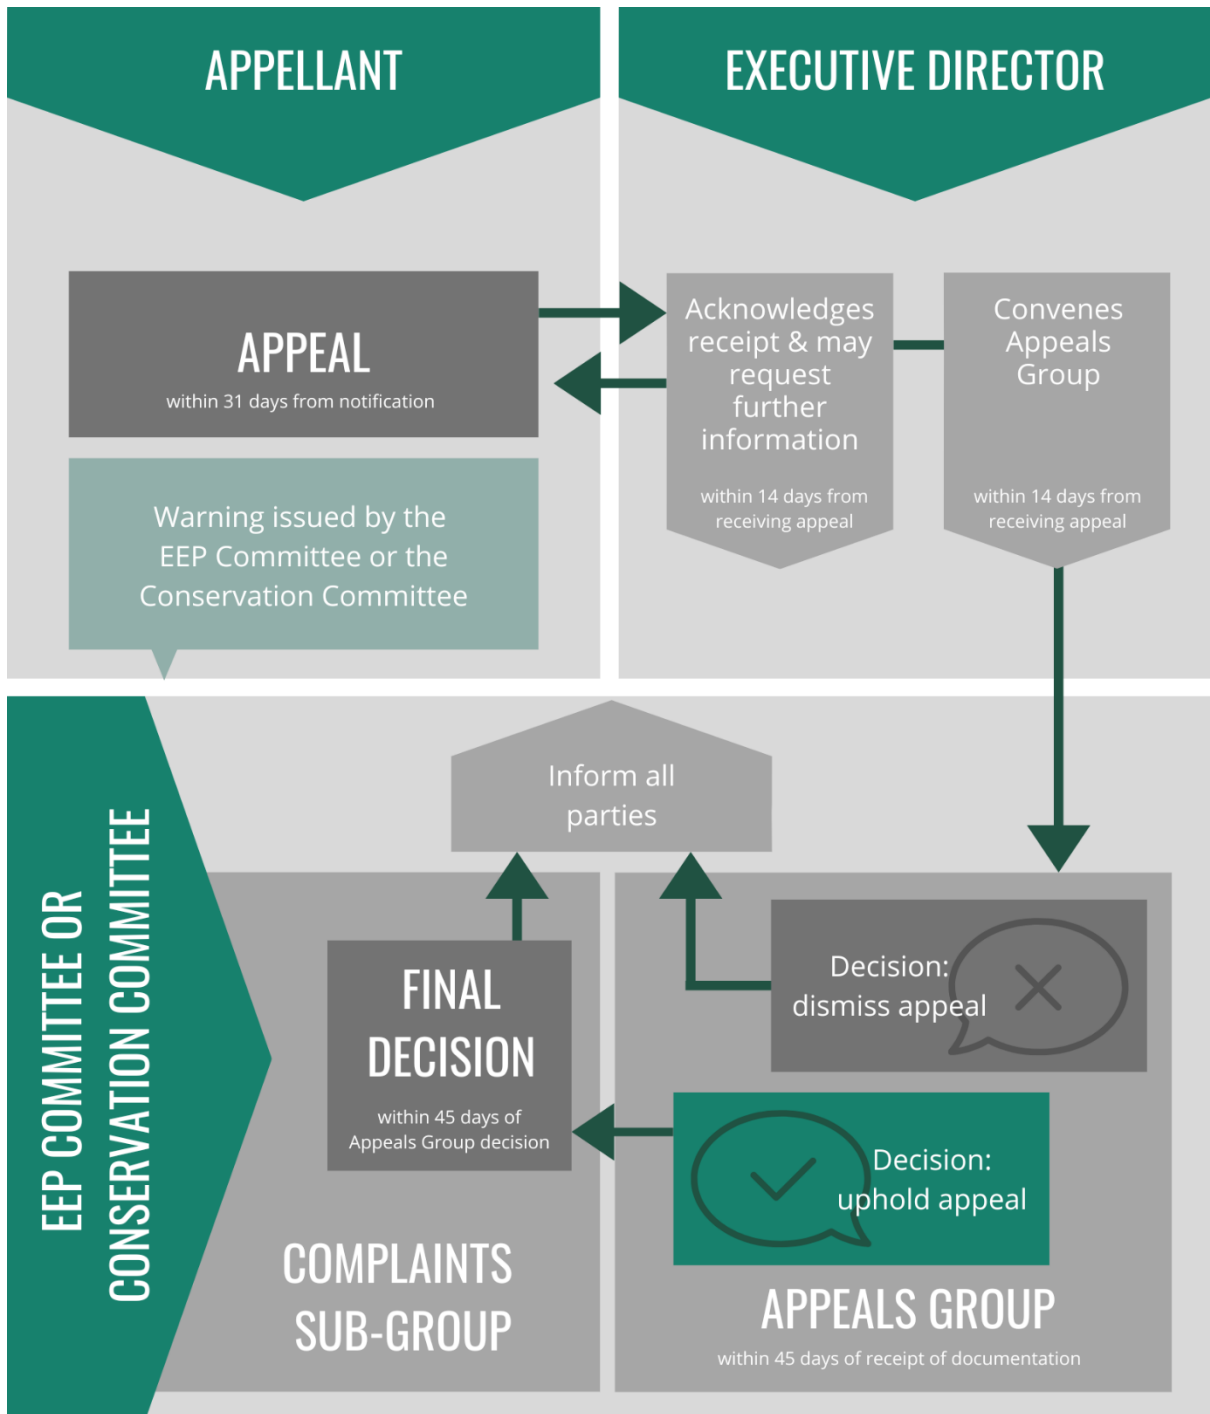 APPELLANT
EXECUTIVE DIRECTOR
APPEAL
within 31 days from notification
Warning issued by the
EEP Committee or the
Conservation Committee
Acknowledges
receipt & may
request
further
information
within 14 days from
receiving appeal
Convenes
Appeals
Group
within 14 days from
receiving appeal
EEP COMMITTEE OR
CONSERVATION COMMITTEE
Inform all
parties
FINAL
DECISION
within 45 days of
Appeals Group decision
COMPLAINTS
SUB-GROUP
Decision:
dismiss appeal
Decision:
uphold appeal
APPEALS GROUP
within 45 days of receipt of documentation